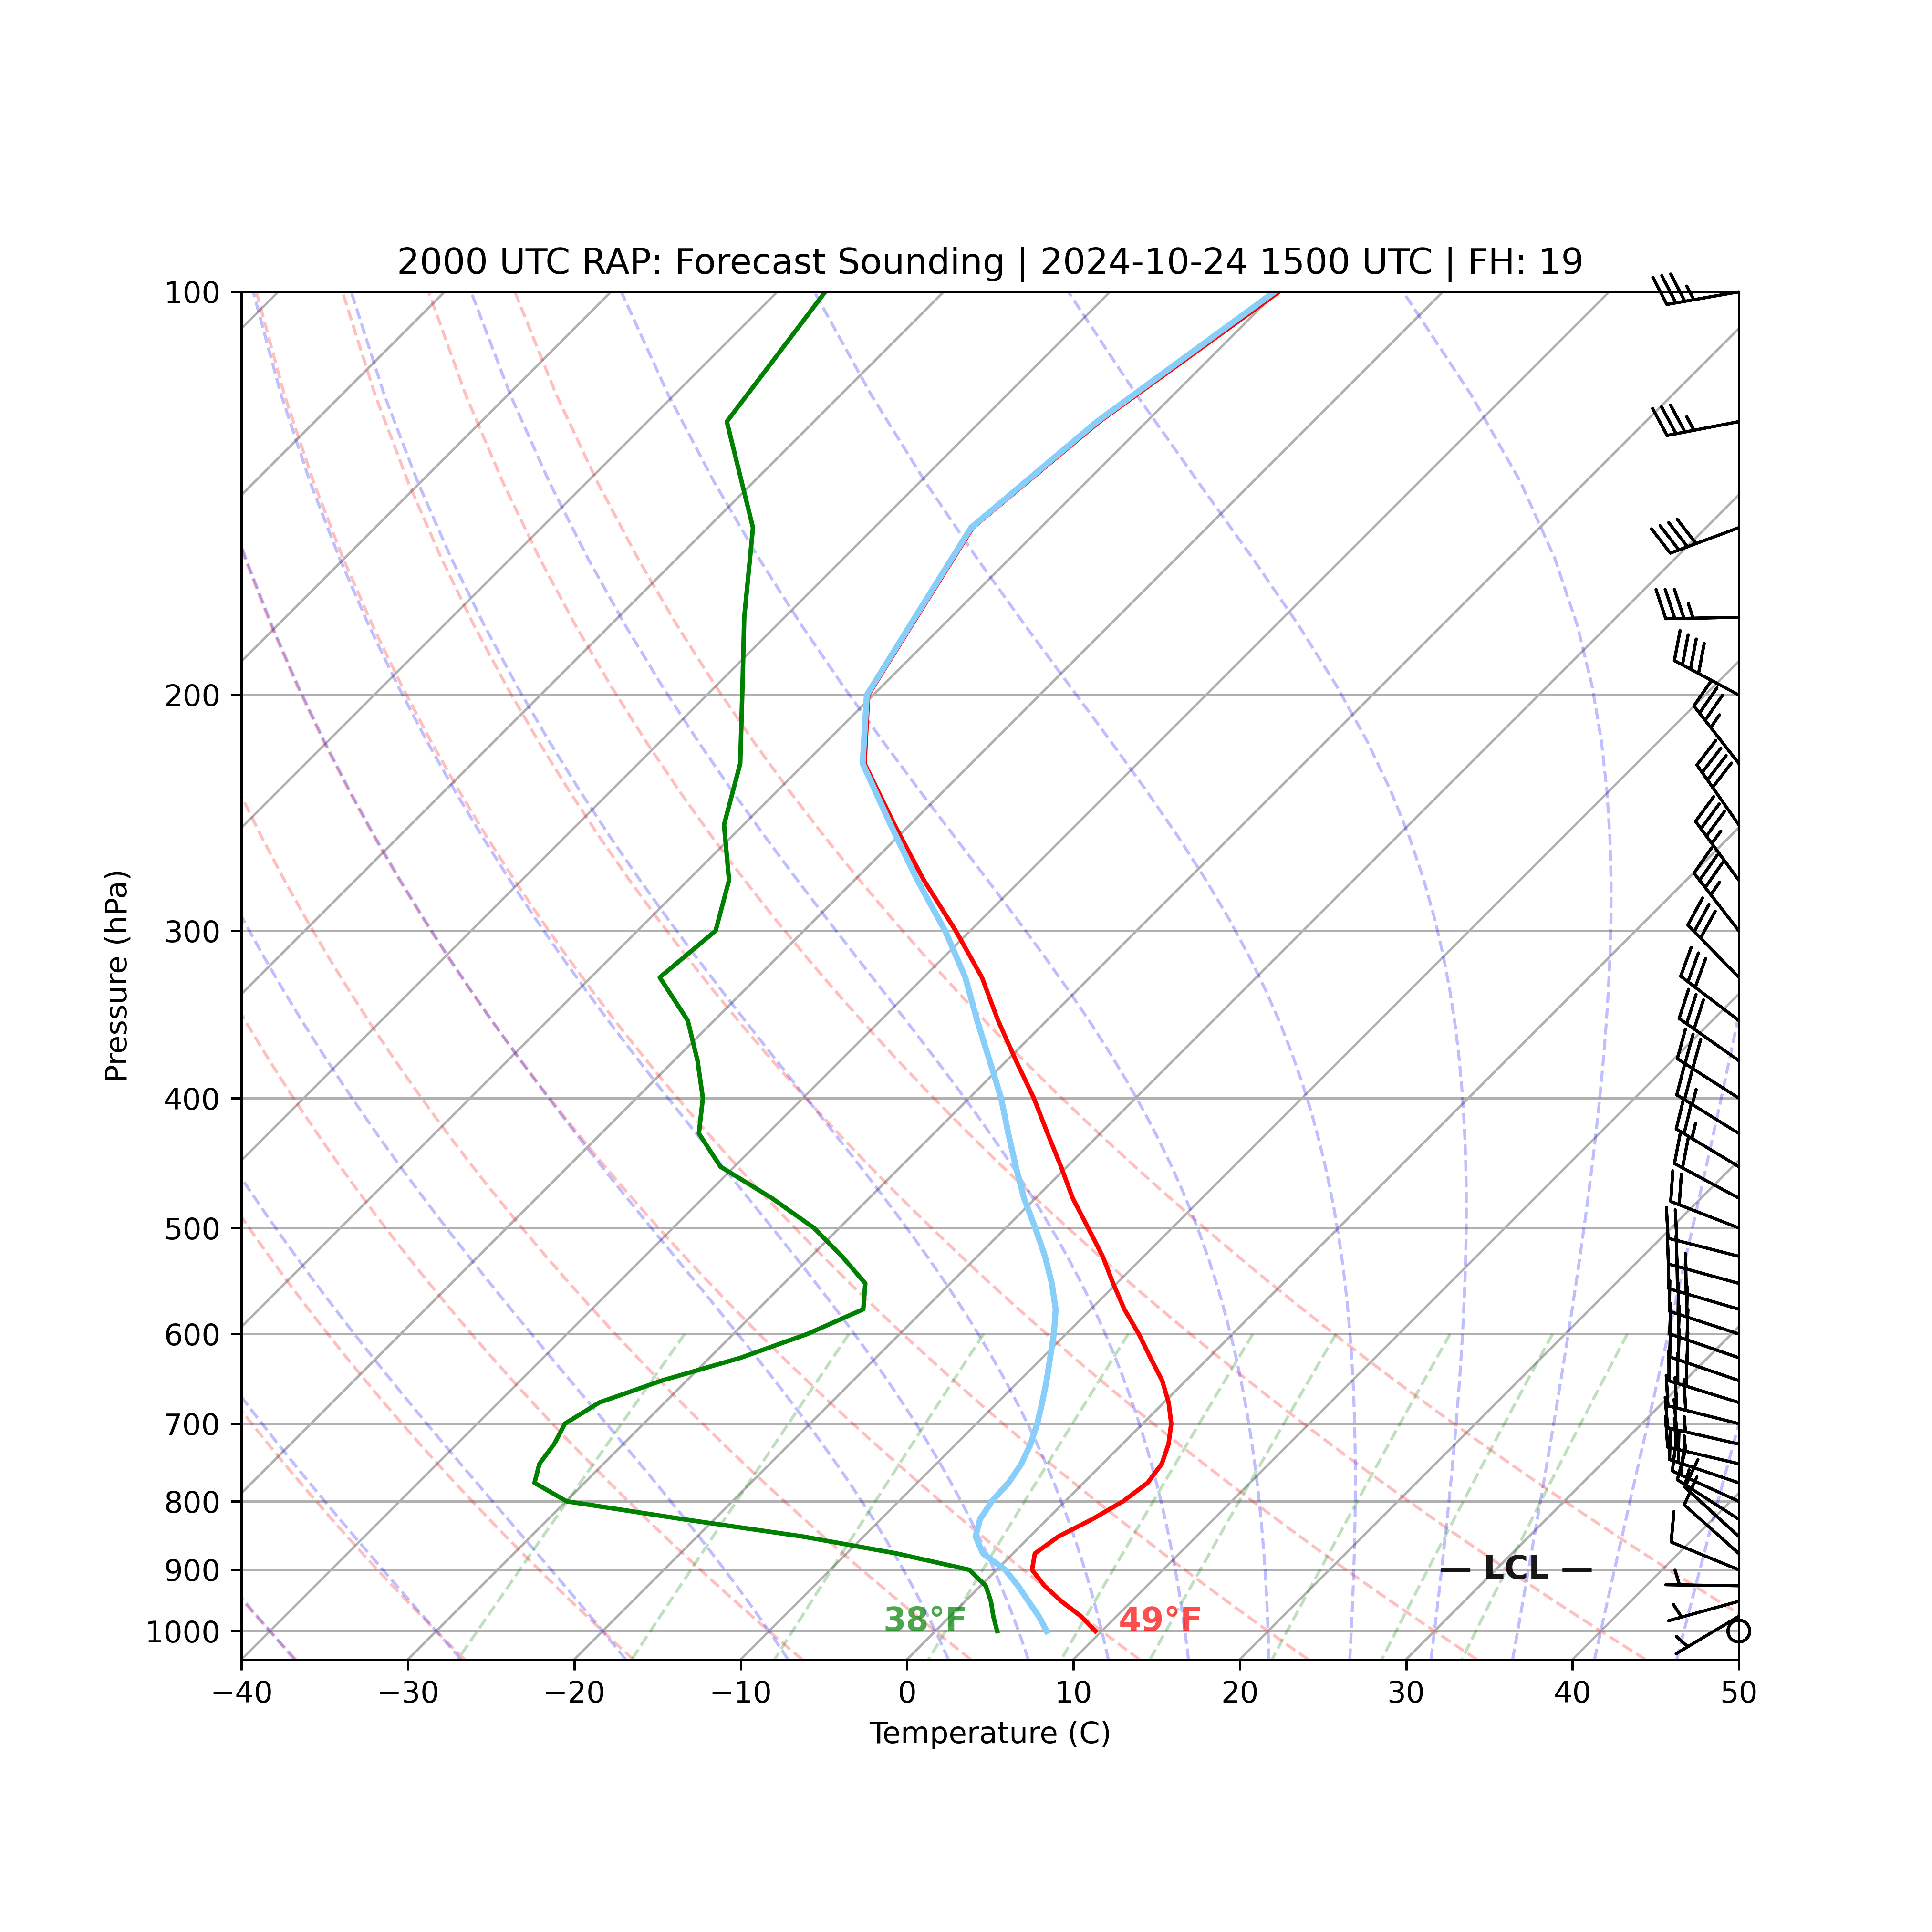 2000 UTC RAP: Forecast Sounding | 2024-10-24 1500 UTC | FH: 19
100
200
300
400
500
600
700
800
900
1000
Pressure (hPa)
— LCL —
38°F
49°F
−40 −30 −20 −10 0 10 20 30 40 50
Temperature (C)